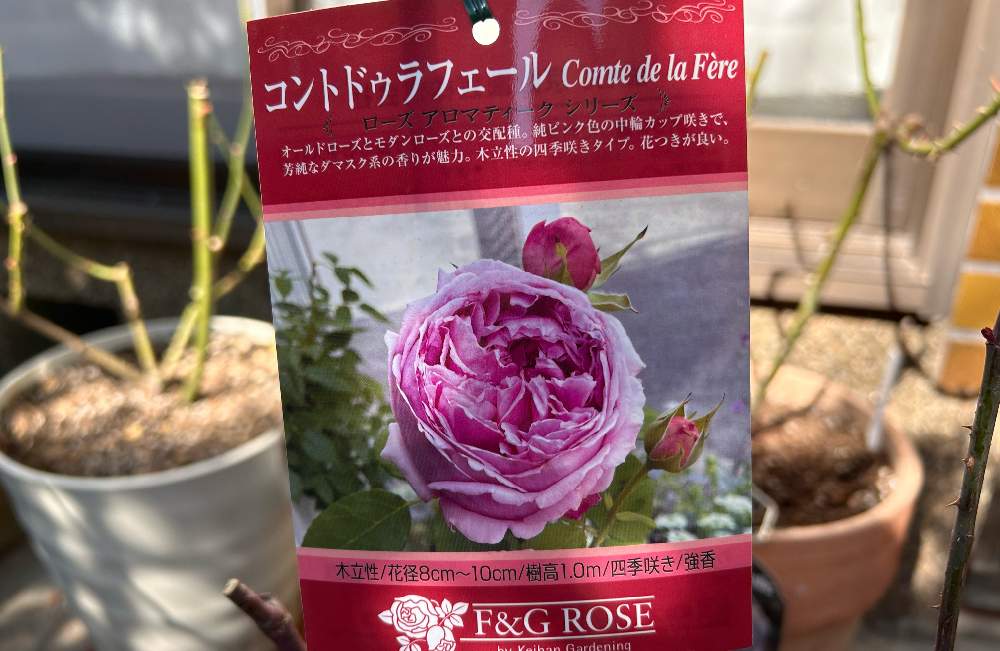 コントドゥラフェール Comte de la Fère
ローズ アロマティーク シリーズ
オールドローズとモダンローズとの交配種。純ピンク色の中輪カップ咲きで、
芳純なダマスク系の香りが魅力。木立性の四季咲きタイプ。花つきが良い。
木立性/花径8cm〜10cm/樹高1.0m/四季咲き/強香
F&G ROSE
by Keihan Gardening